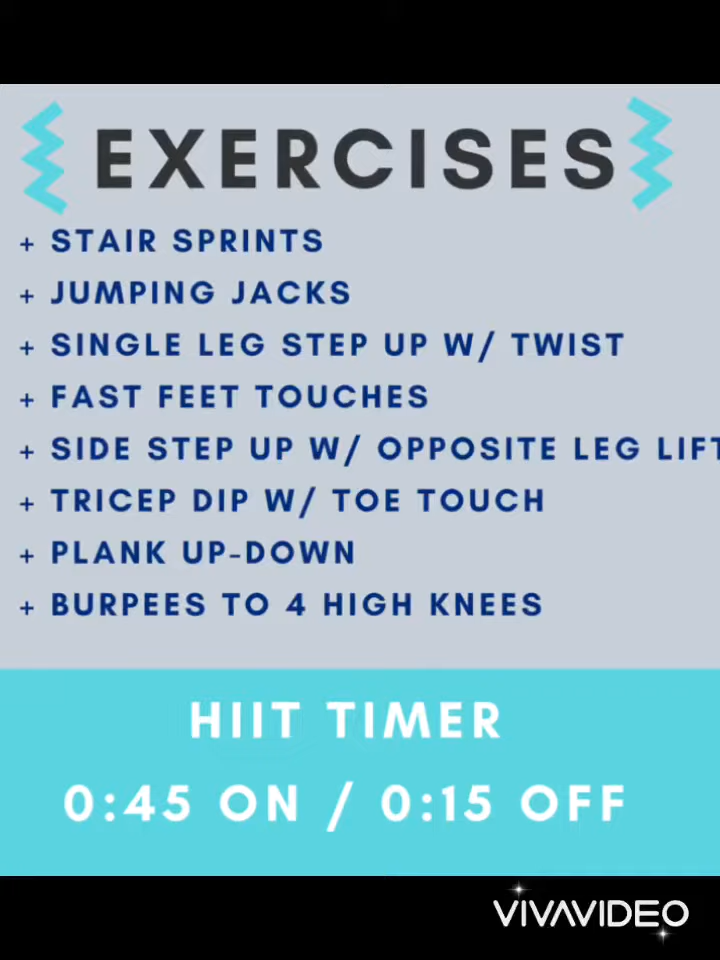 EXERCISES
+ STAIR SPRINTS
+ JUMPING JACKS
+ SINGLE LEG STEP UP W/ TWIST
+ FAST FEET TOUCHES
+ SIDE STEP UP W/ OPPOSITE LEG LIFT
+ TRICEP DIP W/ TOE TOUCH
+ PLANK UP-DOWN
+ BURPEES TO 4 HIGH KNEES
HIIT TIMER
0:45 ON / 0:15 OFF
VIVAVIDEO